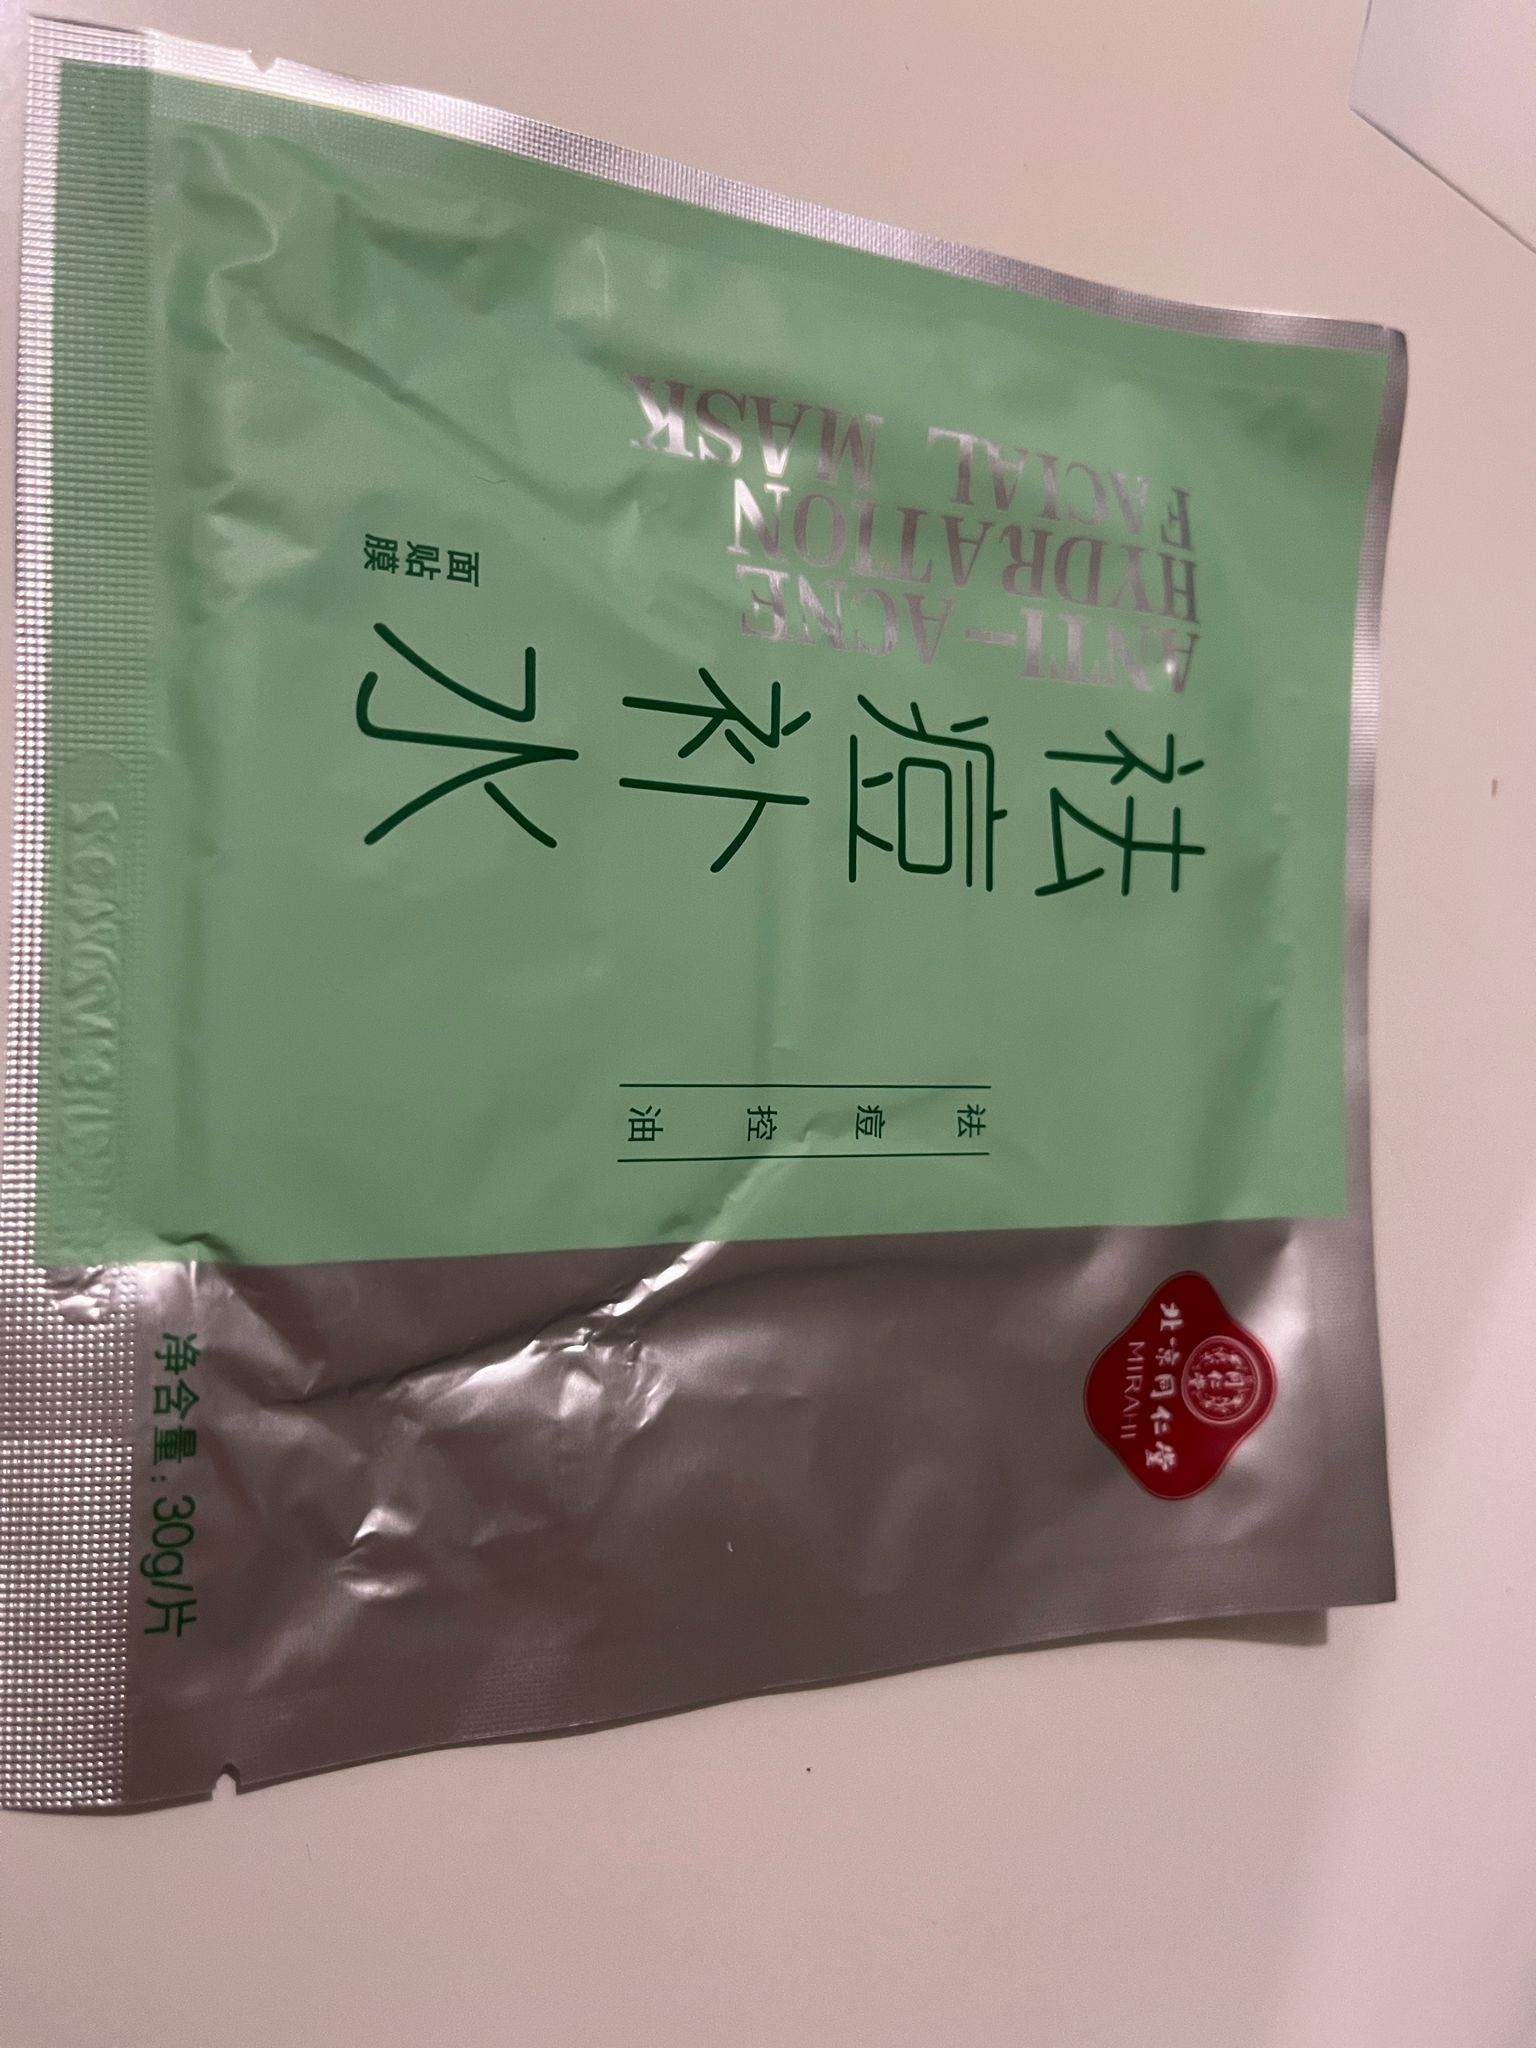 北京同仁堂
MIRAHI
祛痘控油
祛痘补水
面贴膜
ANTI-ACNE
HYDRATION
FACIAL MASK
净含量: 30g/片